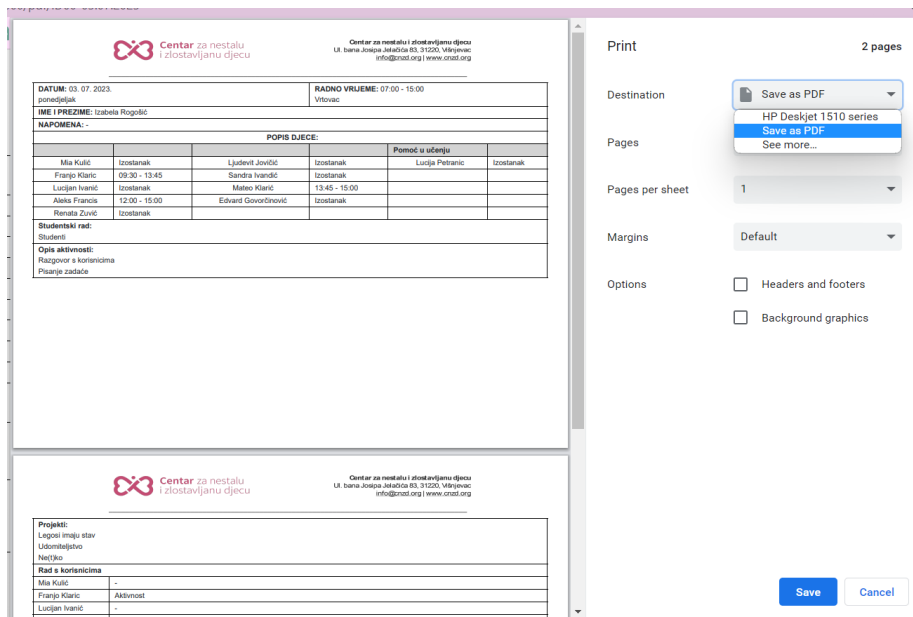 Centar za nestalu
i zlostavljanu djecu
Centar za nestalu i zlostavljanu djecu
Ul. bana Josipa Jelačića 83, 31220, Višnjevac
info@cnzd.org | www.cnzd.org
DATUM: 03. 07. 2023.
ponedjeljak
RADNO VRIJEME: 07:00 - 15:00
Vrtovac
IME I PREZIME: Izabela Rogošić
NAPOMENA: -
POPIS DJECE:
Pomoć u učenju
Mia Kulić Izostanak Ljudevit Jovičić Izostanak Lucija Petranic Izostanak
Franjo Klaric 09:30 - 13:45 Sandra Ivandić Izostanak
Lucijan Ivanić Izostanak Mateo Klarić 13:45 - 15:00
Aleks Francis 12:00 - 15:00 Edvard Govorčinović Izostanak
Renata Zuvić Izostanak
Studentski rad:
Studenti
Opis aktivnosti:
Razgovor s korisnicima
Pisanje zadaće
Centar za nestalu
i zlostavljanu djecu
Centar za nestalu i zlostavljanu djecu
Ul. bana Josipa Jelačića 83, 31220, Višnjevac
info@cnzd.org | www.cnzd.org
Projekti:
Legosi imaju stav
Udomiteljstvo
Ne(t)ko
Rad s korisnicima
Mia Kulić -
Franjo Klaric Aktivnost
Lucijan Ivanić -
Print 2 pages
Destination Save as PDF
HP Deskjet 1510 series
Save as PDF
See more...
Pages
Pages per sheet 1
Margins Default
Options Headers and footers
Background graphics
Save Cancel